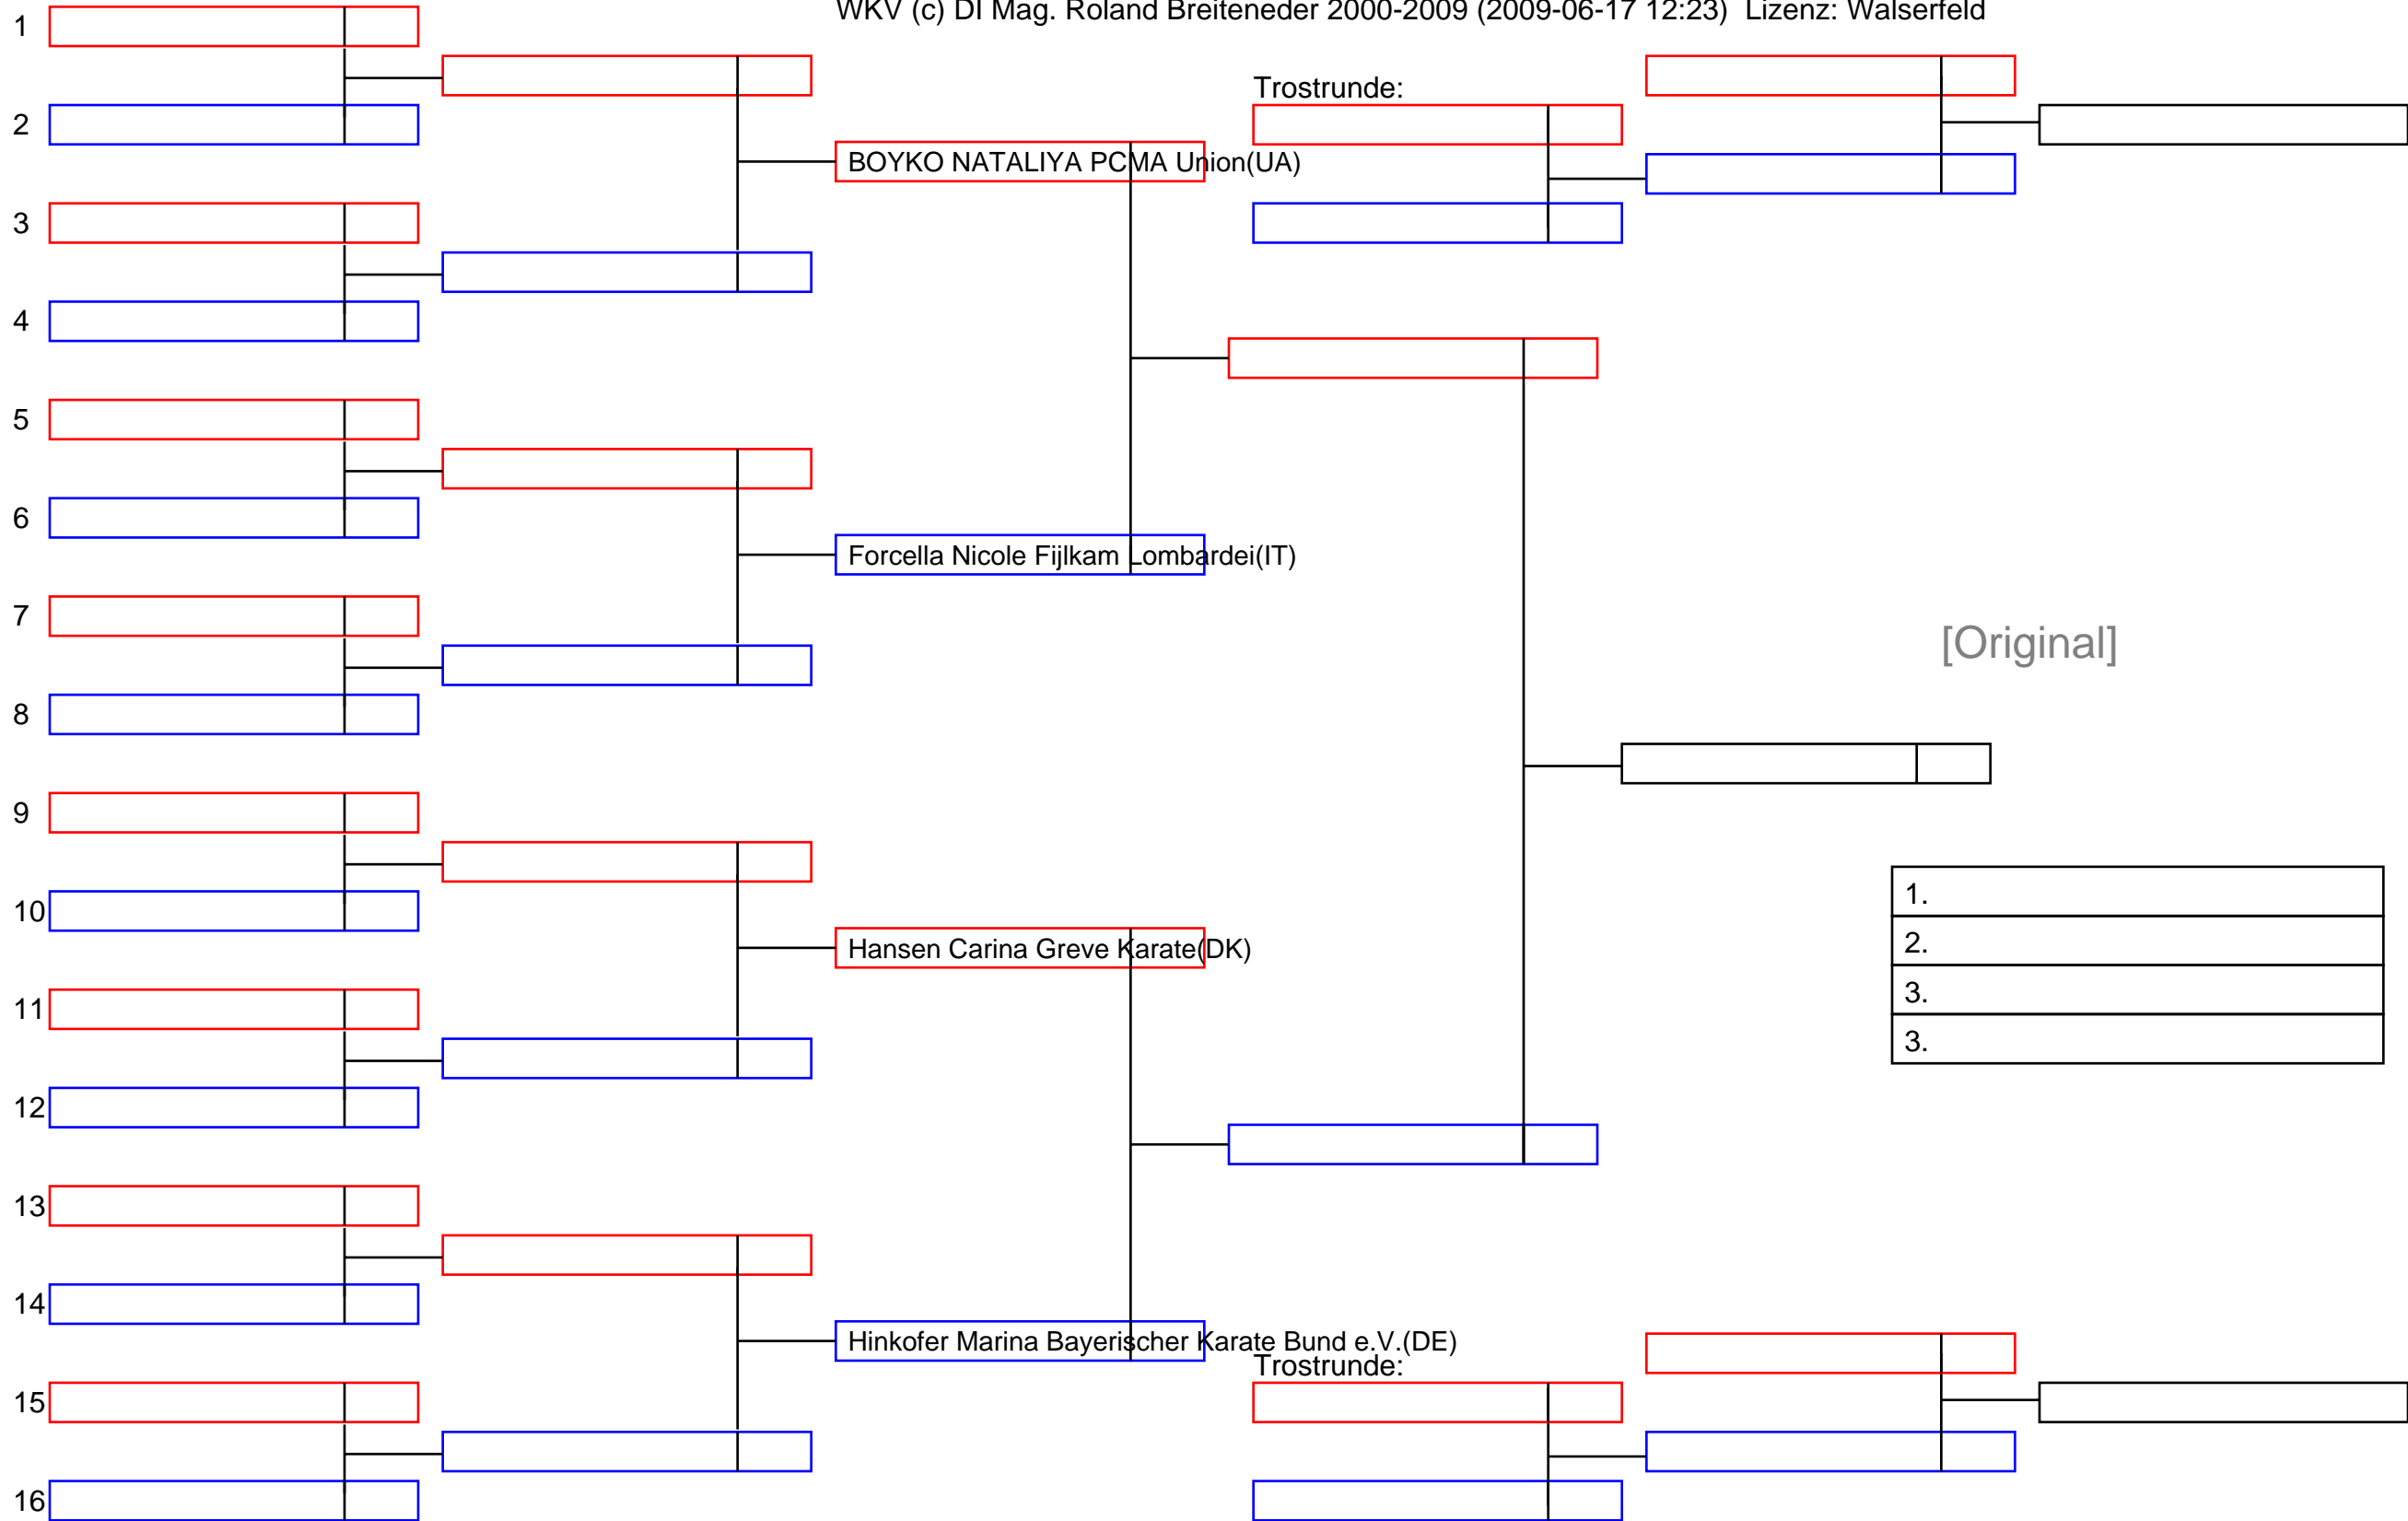 WKV (c) DI Mag. Roland Breiteneder 2000-2009 (2009-06-17 12:23) Lizenz: Walserfeld
1
Trostrunde:
2
BOYKO NATALIYA PCMA Union(UA)
3
4
5
6
Forcella Nicole Fijlkam Lombardei(IT)
7
[Original]
8
9
1.
10
2.
Hansen Carina Greve Karate(DK)
3.
11
3.
12
13
14
Hinkofer Marina Bayerischer Karate Bund e.V.(DE)
Trostrunde:
15
16